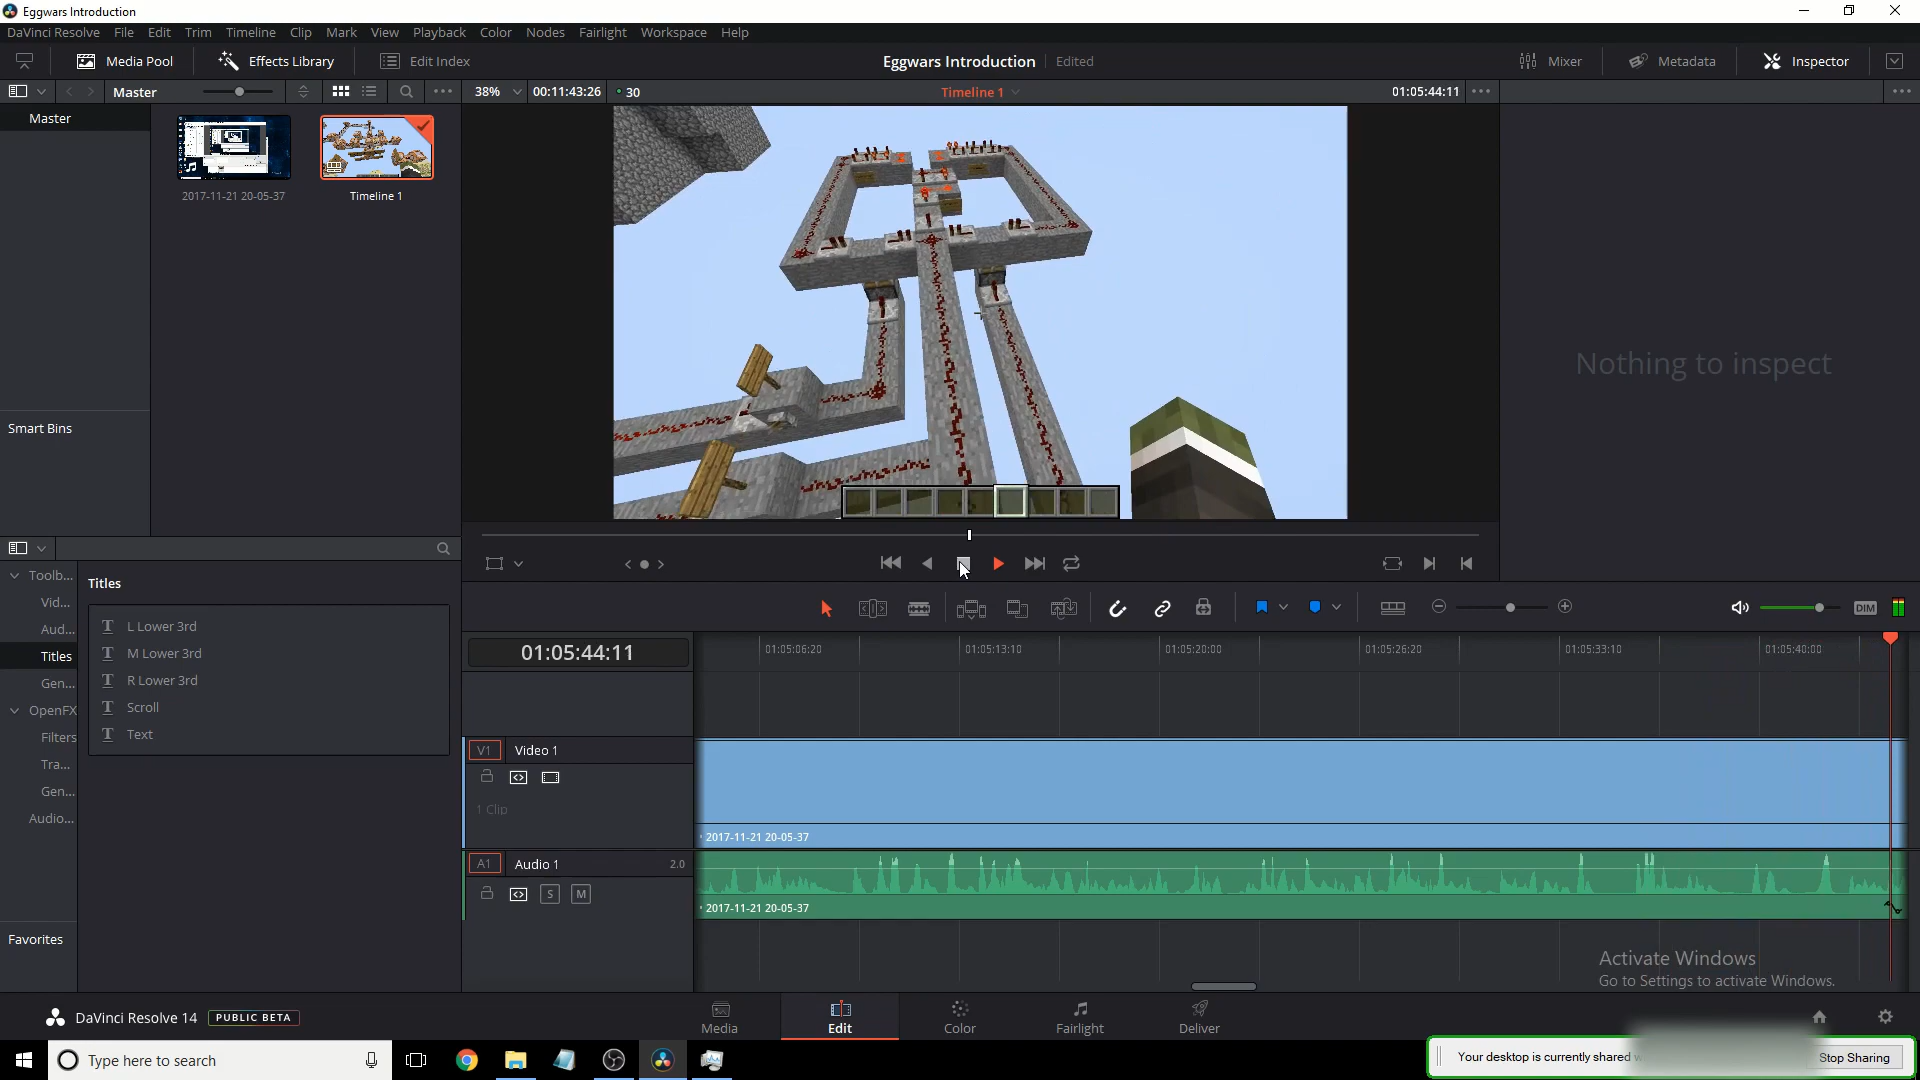 Eggwars Introduction
DaVinci Resolve File Edit Trim Timeline Clip Mark View Playback Color Nodes Fairlight Workspace Help
Media Pool Effects Library Edit Index Eggwars Introduction Edited Mixer Metadata Inspector
Master 38% 00:11:43:26 30 Timeline 1 01:05:44:11
Master
2017-11-21 20-05-37 Timeline 1
Nothing to inspect
Smart Bins
Toolb... Titles
Vid... L Lower 3rd
Aud... M Lower 3rd
Titles R Lower 3rd
Gen... Scroll
OpenFX Text
Filters
Tra...
Gen...
Audio...
Favorites
DIM
01:05:44:11 01:05:06:20 01:05:13:10 01:05:20:00 01:05:26:20 01:05:33:10 01:05:40:00
V1 Video 1
1 Clip
2017-11-21 20-05-37
A1 Audio 1 2.0
S M
2017-11-21 20-05-37
Activate Windows
Go to Settings to activate Windows.
DaVinci Resolve 14 PUBLIC BETA Media Edit Color Fairlight Deliver
Type here to search
Your desktop is currently shared Stop Sharing